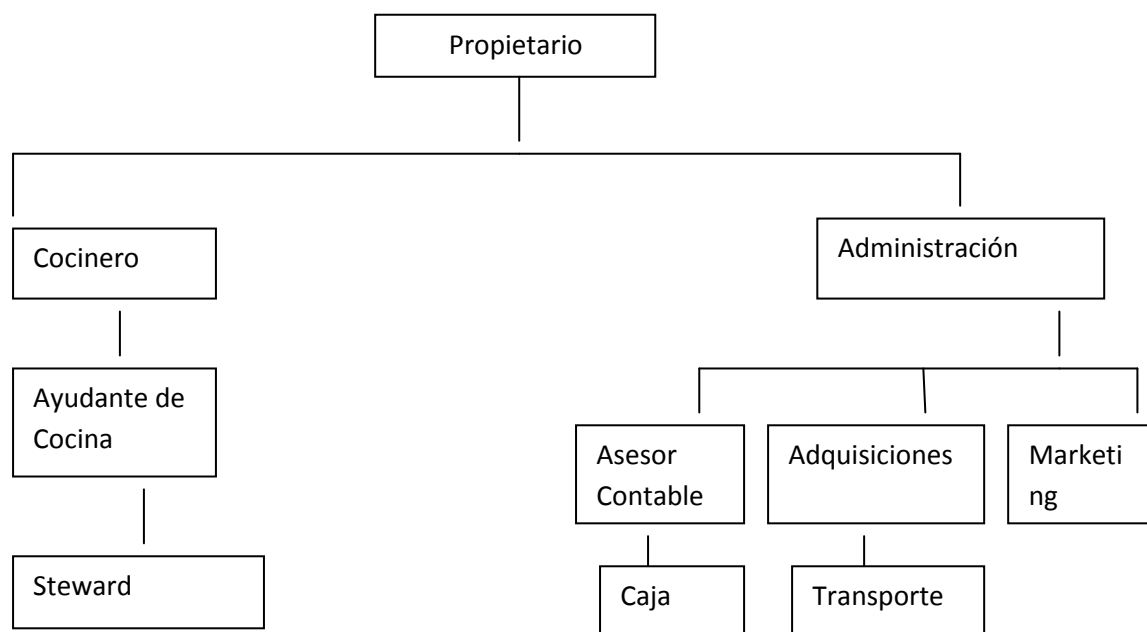 Propietario
Cocinero
Administración
Ayudante de
Cocina
Asesor
Contable
Adquisiciones
Marketi
ng
Steward
Caja
Transporte